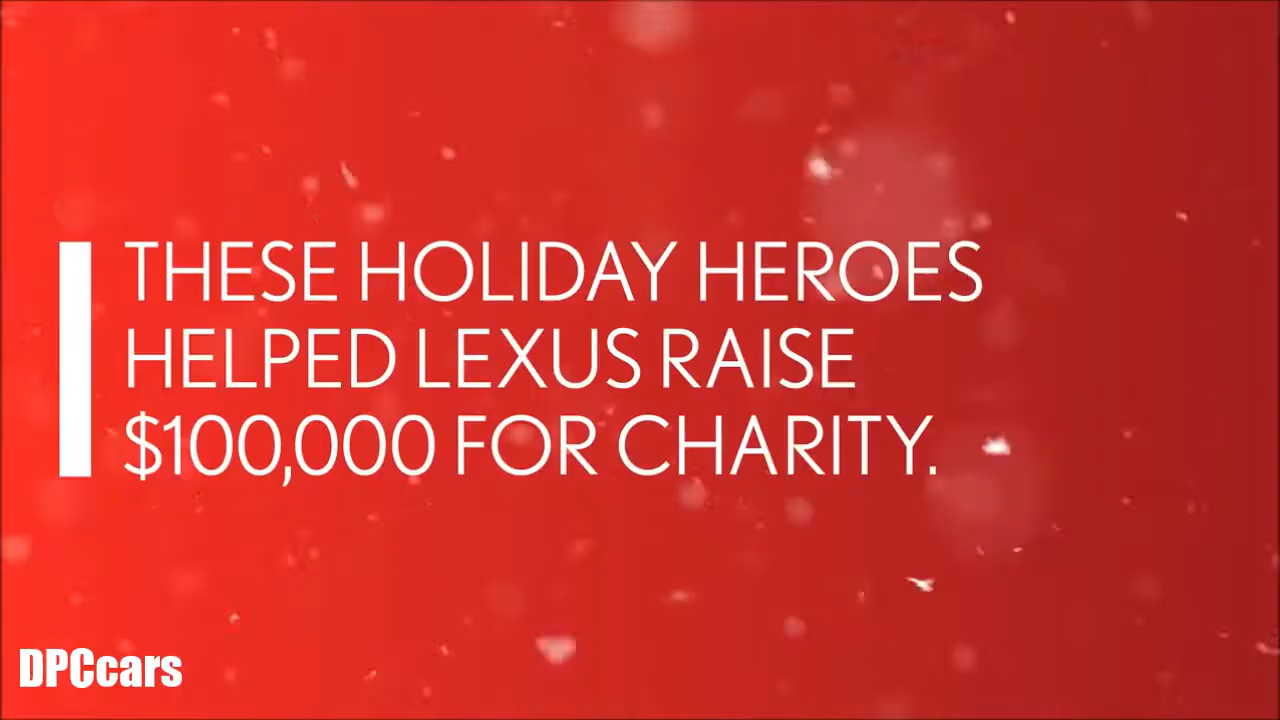 THESE HOLIDAY HEROES
HELPED LEXUS RAISE
$100,000 FOR CHARITY.
DPCcars